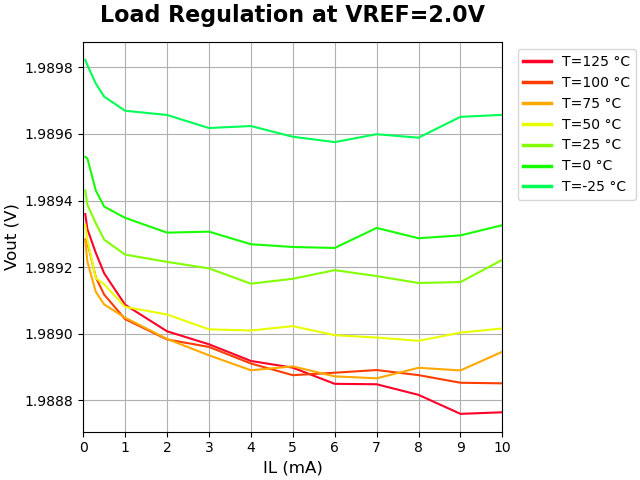 Load Regulation at VREF=2.0V
1.9898
1.9896
1.9894
1.9892
1.9890
1.9888
Vout (V)
0 1 2 3 4 5 6 7 8 9 10
IL (mA)
T=125 °C
T=100 °C
T=75 °C
T=50 °C
T=25 °C
T=0 °C
T=-25 °C